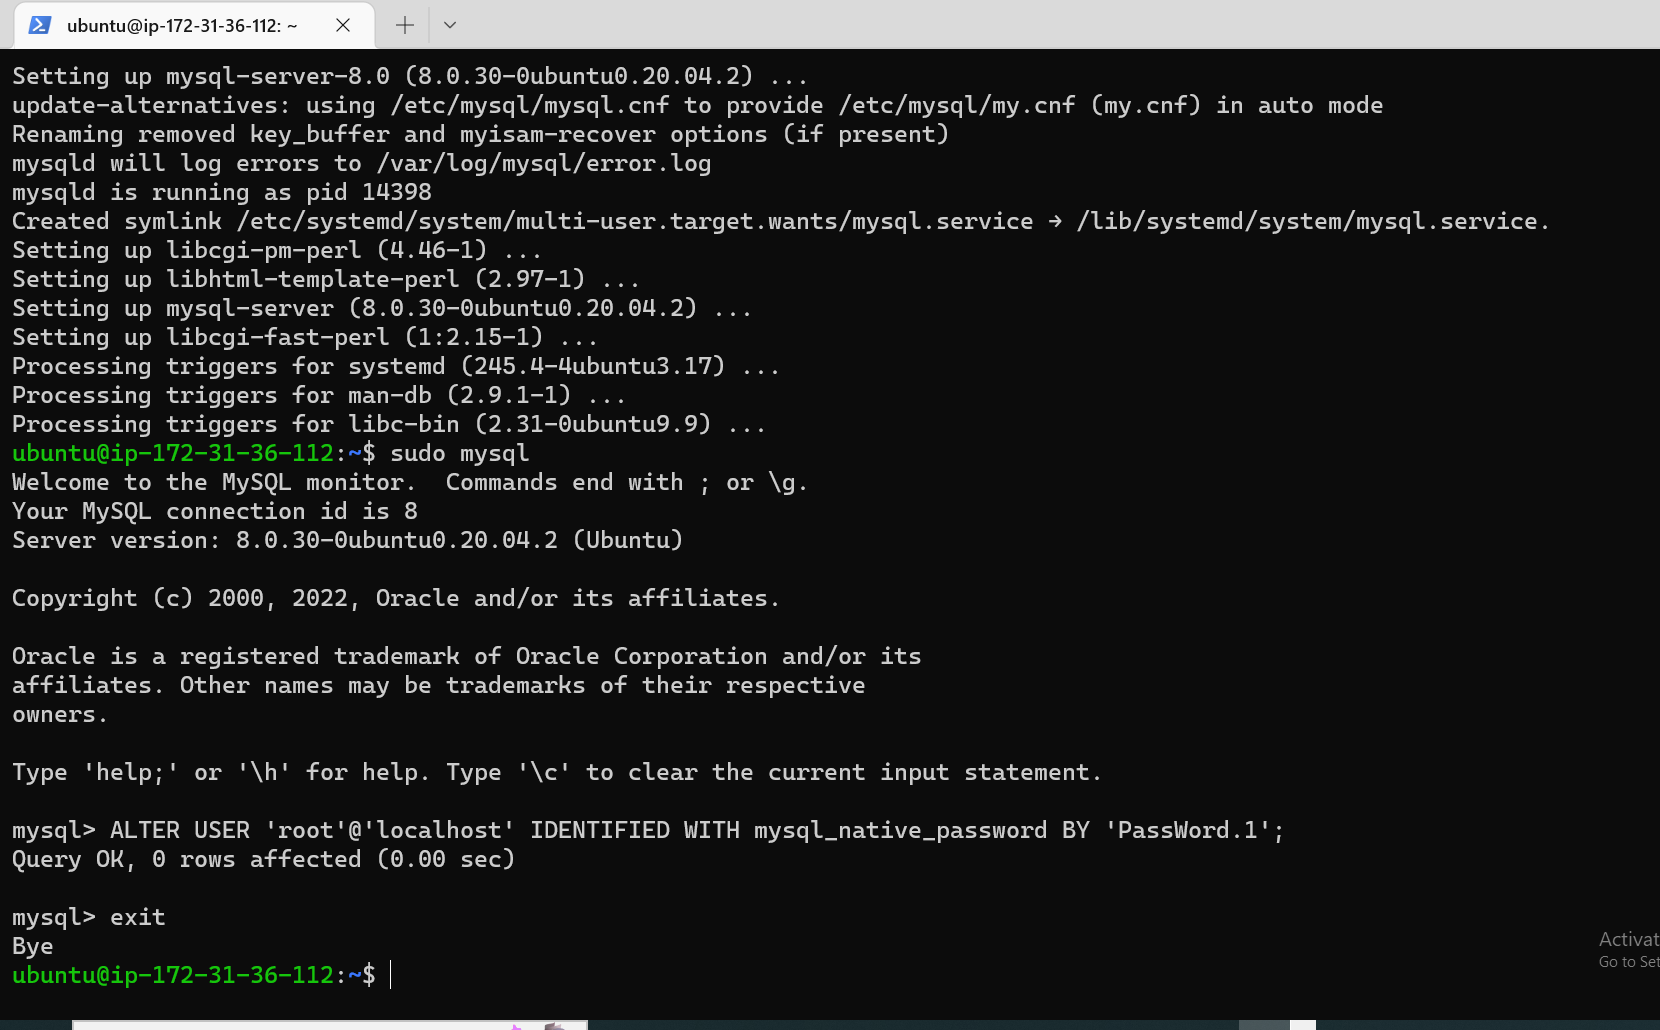 ubuntu@ip-172-31-36-112: ~
Setting up mysql-server-8.0 (8.0.30-0ubuntu0.20.04.2) ...
update-alternatives: using /etc/mysql/mysql.cnf to provide /etc/mysql/my.cnf (my.cnf) in auto mode
Renaming removed key_buffer and myisam-recover options (if present)
mysqld will log errors to /var/log/mysql/error.log
mysqld is running as pid 14398
Created symlink /etc/systemd/system/multi-user.target.wants/mysql.service → /lib/systemd/system/mysql.service.
Setting up libcgi-pm-perl (4.46-1) ...
Setting up libhtml-template-perl (2.97-1) ...
Setting up mysql-server (8.0.30-0ubuntu0.20.04.2) ...
Setting up libcgi-fast-perl (1:2.15-1) ...
Processing triggers for systemd (245.4-4ubuntu3.17) ...
Processing triggers for man-db (2.9.1-1) ...
Processing triggers for libc-bin (2.31-0ubuntu9.9) ...
ubuntu@ip-172-31-36-112:~$ sudo mysql
Welcome to the MySQL monitor.  Commands end with ; or \g.
Your MySQL connection id is 8
Server version: 8.0.30-0ubuntu0.20.04.2 (Ubuntu)
Copyright (c) 2000, 2022, Oracle and/or its affiliates.
Oracle is a registered trademark of Oracle Corporation and/or its
affiliates. Other names may be trademarks of their respective
owners.
Type 'help;' or '\h' for help. Type '\c' to clear the current input statement.
mysql> ALTER USER 'root'@'localhost' IDENTIFIED WITH mysql_native_password BY 'PassWord.1';
Query OK, 0 rows affected (0.00 sec)
mysql> exit
Bye
ubuntu@ip-172-31-36-112:~$
Activat
Go to Set